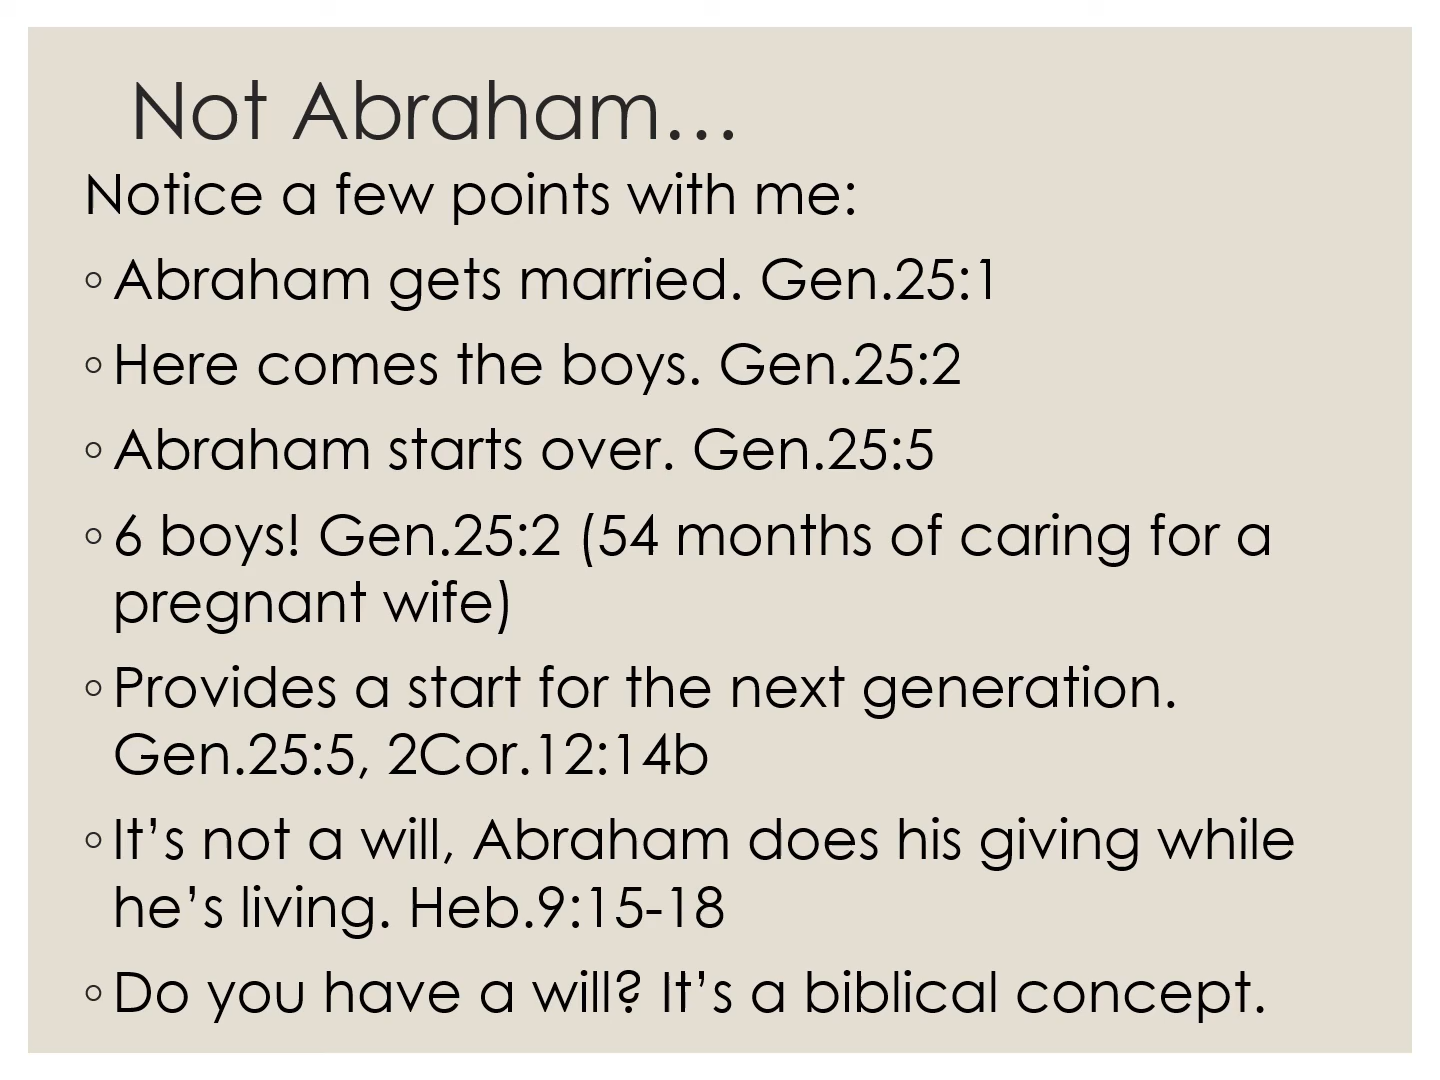 Not Abraham…
Notice a few points with me:
◦ Abraham gets married. Gen.25:1
◦ Here comes the boys. Gen.25:2
◦ Abraham starts over. Gen.25:5
◦ 6 boys! Gen.25:2 (54 months of caring for a
pregnant wife)
◦ Provides a start for the next generation.
Gen.25:5, 2Cor.12:14b
◦ It’s not a will, Abraham does his giving while
he’s living. Heb.9:15-18
◦ Do you have a will? It’s a biblical concept.